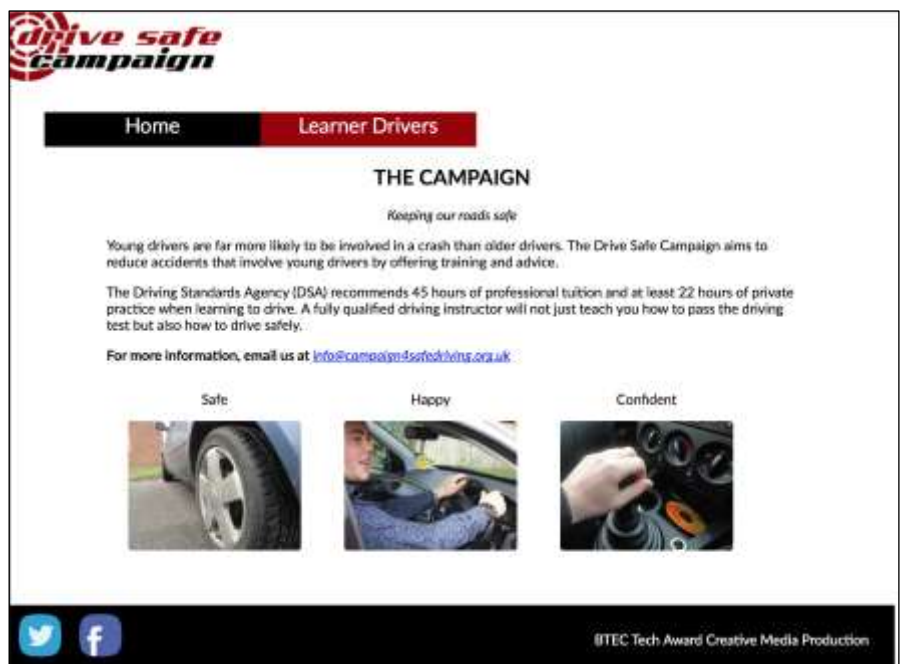 drive safe
campaign
Home Learner Drivers
THE CAMPAIGN
Keeping our roads safe
Young drivers are far more likely to be involved in a crash than older drivers. The Drive Safe Campaign aims to
reduce accidents that involve young drivers by offering training and advice.
The Driving Standards Agency (DSA) recommends 45 hours of professional tuition and at least 22 hours of private
practice when learning to drive. A fully qualified driving instructor will not just teach you how to pass the driving
test but also how to drive safely.
For more information, email us at info@campaign4safedriving.org.uk
Safe Happy Confident
BTEC Tech Award Creative Media Production